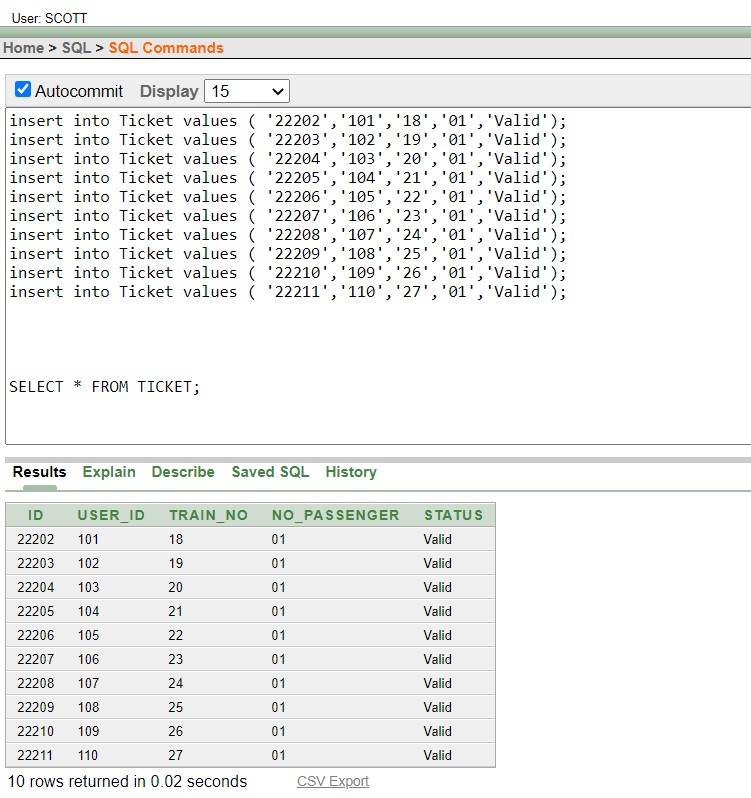 User: SCOTT
Home > SQL > SQL Commands
Autocommit Display 15
insert into Ticket values ( '22202','101','18','01','Valid');
insert into Ticket values ( '22203','102','19','01','Valid');
insert into Ticket values ( '22204','103','20','01','Valid');
insert into Ticket values ( '22205','104','21','01','Valid');
insert into Ticket values ( '22206','105','22','01','Valid');
insert into Ticket values ( '22207','106','23','01','Valid');
insert into Ticket values ( '22208','107','24','01','Valid');
insert into Ticket values ( '22209','108','25','01','Valid');
insert into Ticket values ( '22210','109','26','01','Valid');
insert into Ticket values ( '22211','110','27','01','Valid');
SELECT * FROM TICKET;
Results Explain Describe Saved SQL History
ID USER_ID TRAIN_NO NO_PASSENGER STATUS
22202 101 18 01 Valid
22203 102 19 01 Valid
22204 103 20 01 Valid
22205 104 21 01 Valid
22206 105 22 01 Valid
22207 106 23 01 Valid
22208 107 24 01 Valid
22209 108 25 01 Valid
22210 109 26 01 Valid
22211 110 27 01 Valid
10 rows returned in 0.02 seconds CSV Export